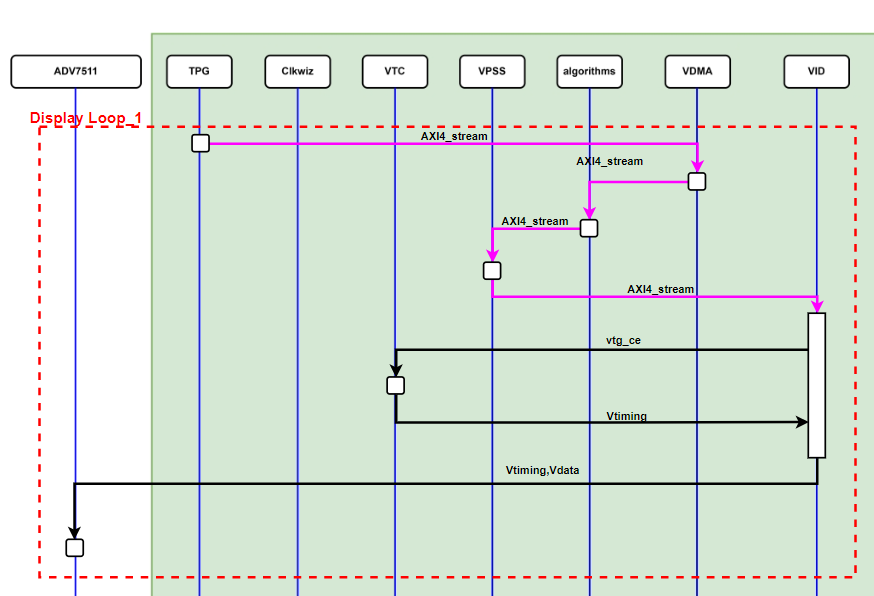 ADV7511
TPG
Clkwiz
VTC
VPSS
algorithms
VDMA
VID
Display Loop_1
AXI4_stream
AXI4_stream
AXI4_stream
AXI4_stream
vtg_ce
Vtiming
Vtiming,Vdata